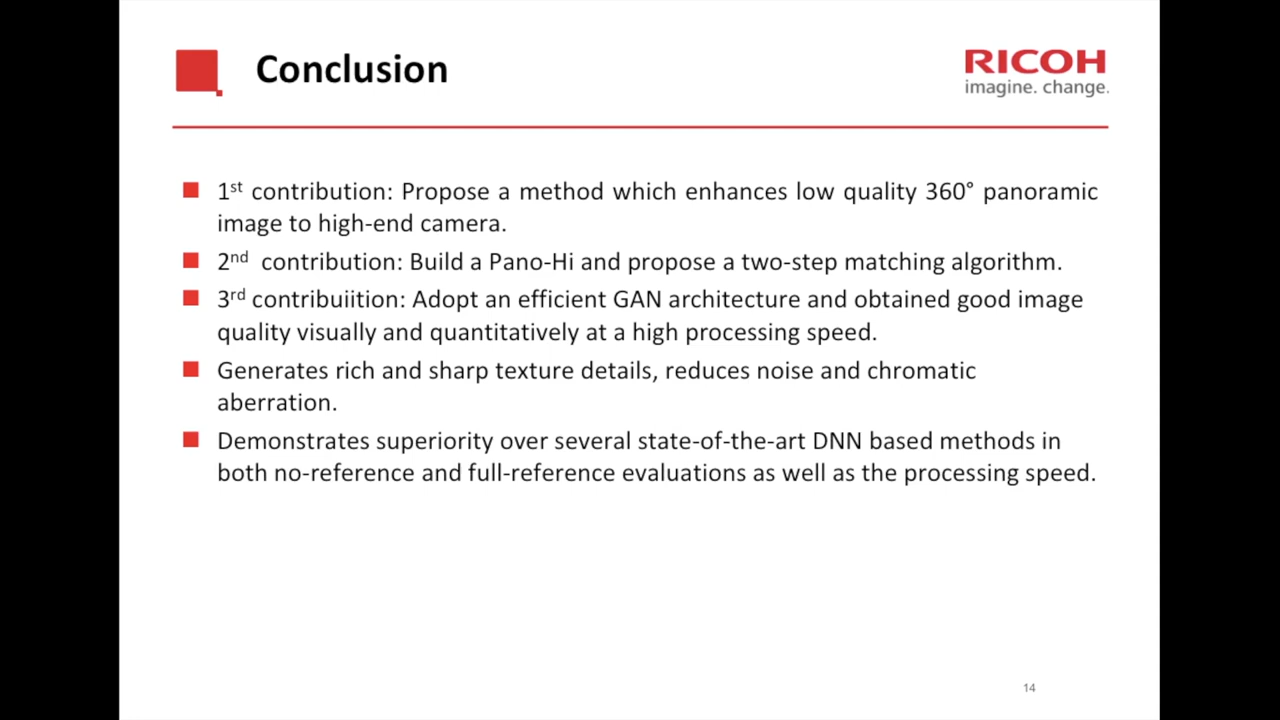 Conclusion
RICOH
imagine. change.
1st contribution: Propose a method which enhances low quality 360° panoramic
image to high-end camera.
2nd contribution: Build a Pano-Hi and propose a two-step matching algorithm.
3rd contribuiition: Adopt an efficient GAN architecture and obtained good image
quality visually and quantitatively at a high processing speed.
Generates rich and sharp texture details, reduces noise and chromatic
aberration.
Demonstrates superiority over several state-of-the-art DNN based methods in
both no-reference and full-reference evaluations as well as the processing speed.
14